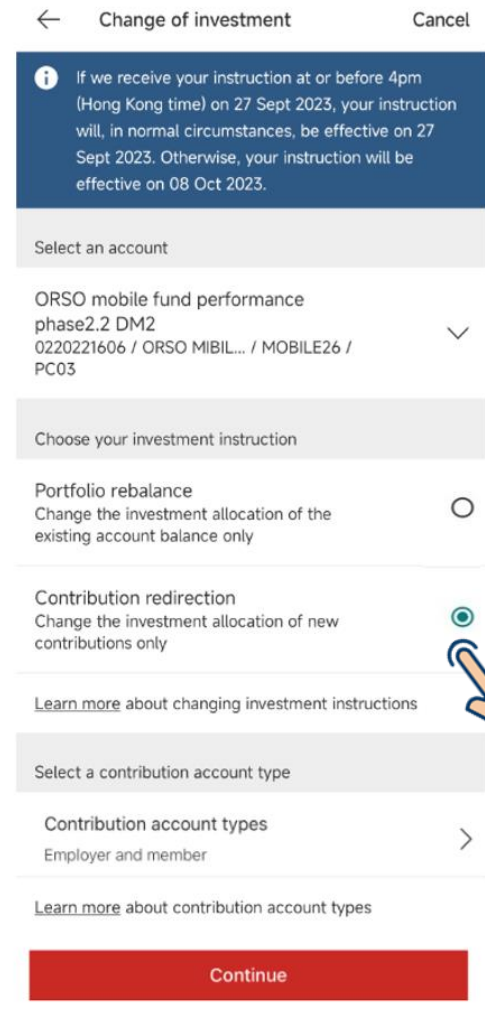 Change of investment
Cancel
If we receive your instruction at or before 4pm
(Hong Kong time) on 27 Sept 2023, your instruction
will, in normal circumstances, be effective on 27
Sept 2023. Otherwise, your instruction will be
effective on 08 Oct 2023.
Select an account
ORSO mobile fund performance
phase2.2 DM2
0220221606 / ORSO MIBIL... / MOBILE26 /
PC03
Choose your investment instruction
Portfolio rebalance
Change the investment allocation of the
existing account balance only
Contribution redirection
Change the investment allocation of new
contributions only
Learn more about changing investment instructions
Select a contribution account type
Contribution account types
Employer and member
Learn more about contribution account types
Continue